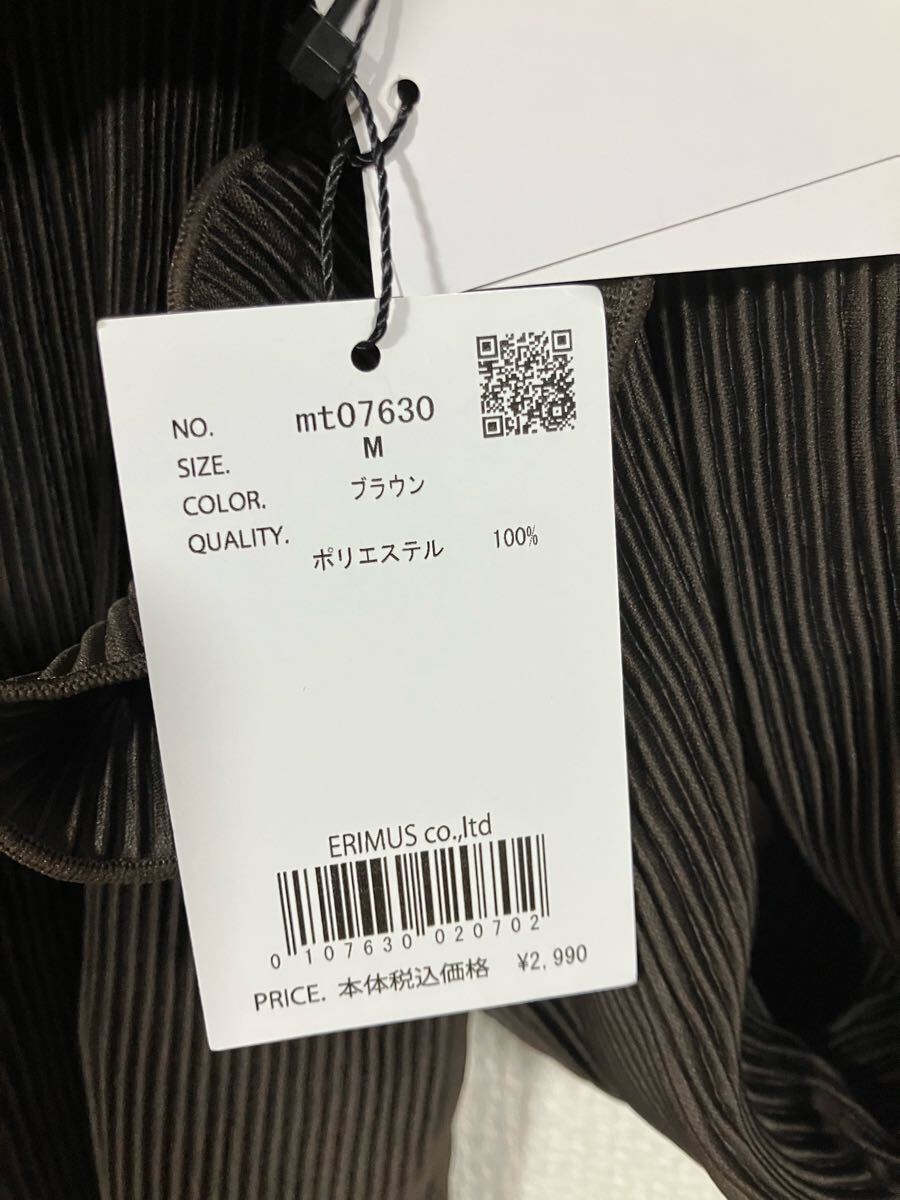 NO. mt07630
SIZE. M
COLOR. ブラウン
QUALITY.
ポリエステル 100%
ERIMUS co.,ltd
0 107630 020702
PRICE. 本体税込価格 ¥2,990